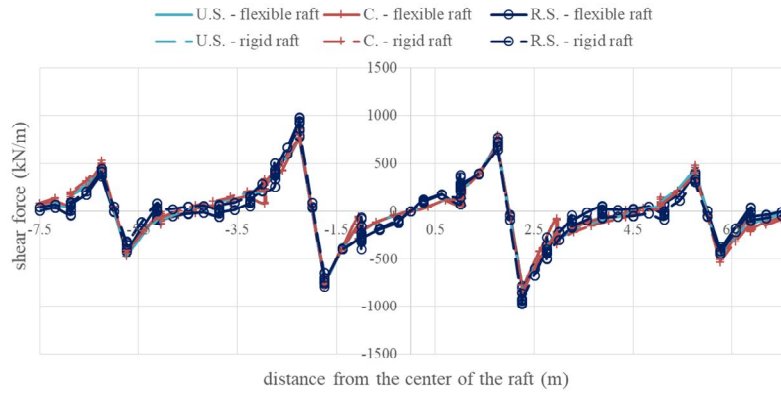 U.S. - flexible raft C. - flexible raft R.S. - flexible raft
U.S. - rigid raft C. - rigid raft R.S. - rigid raft
1500
1000
500
0
-7.5 -3.5 -1.5 0.5 2.5 4.5
-500
-1000
-1500
shear force (kN/m)
distance from the center of the raft (m)